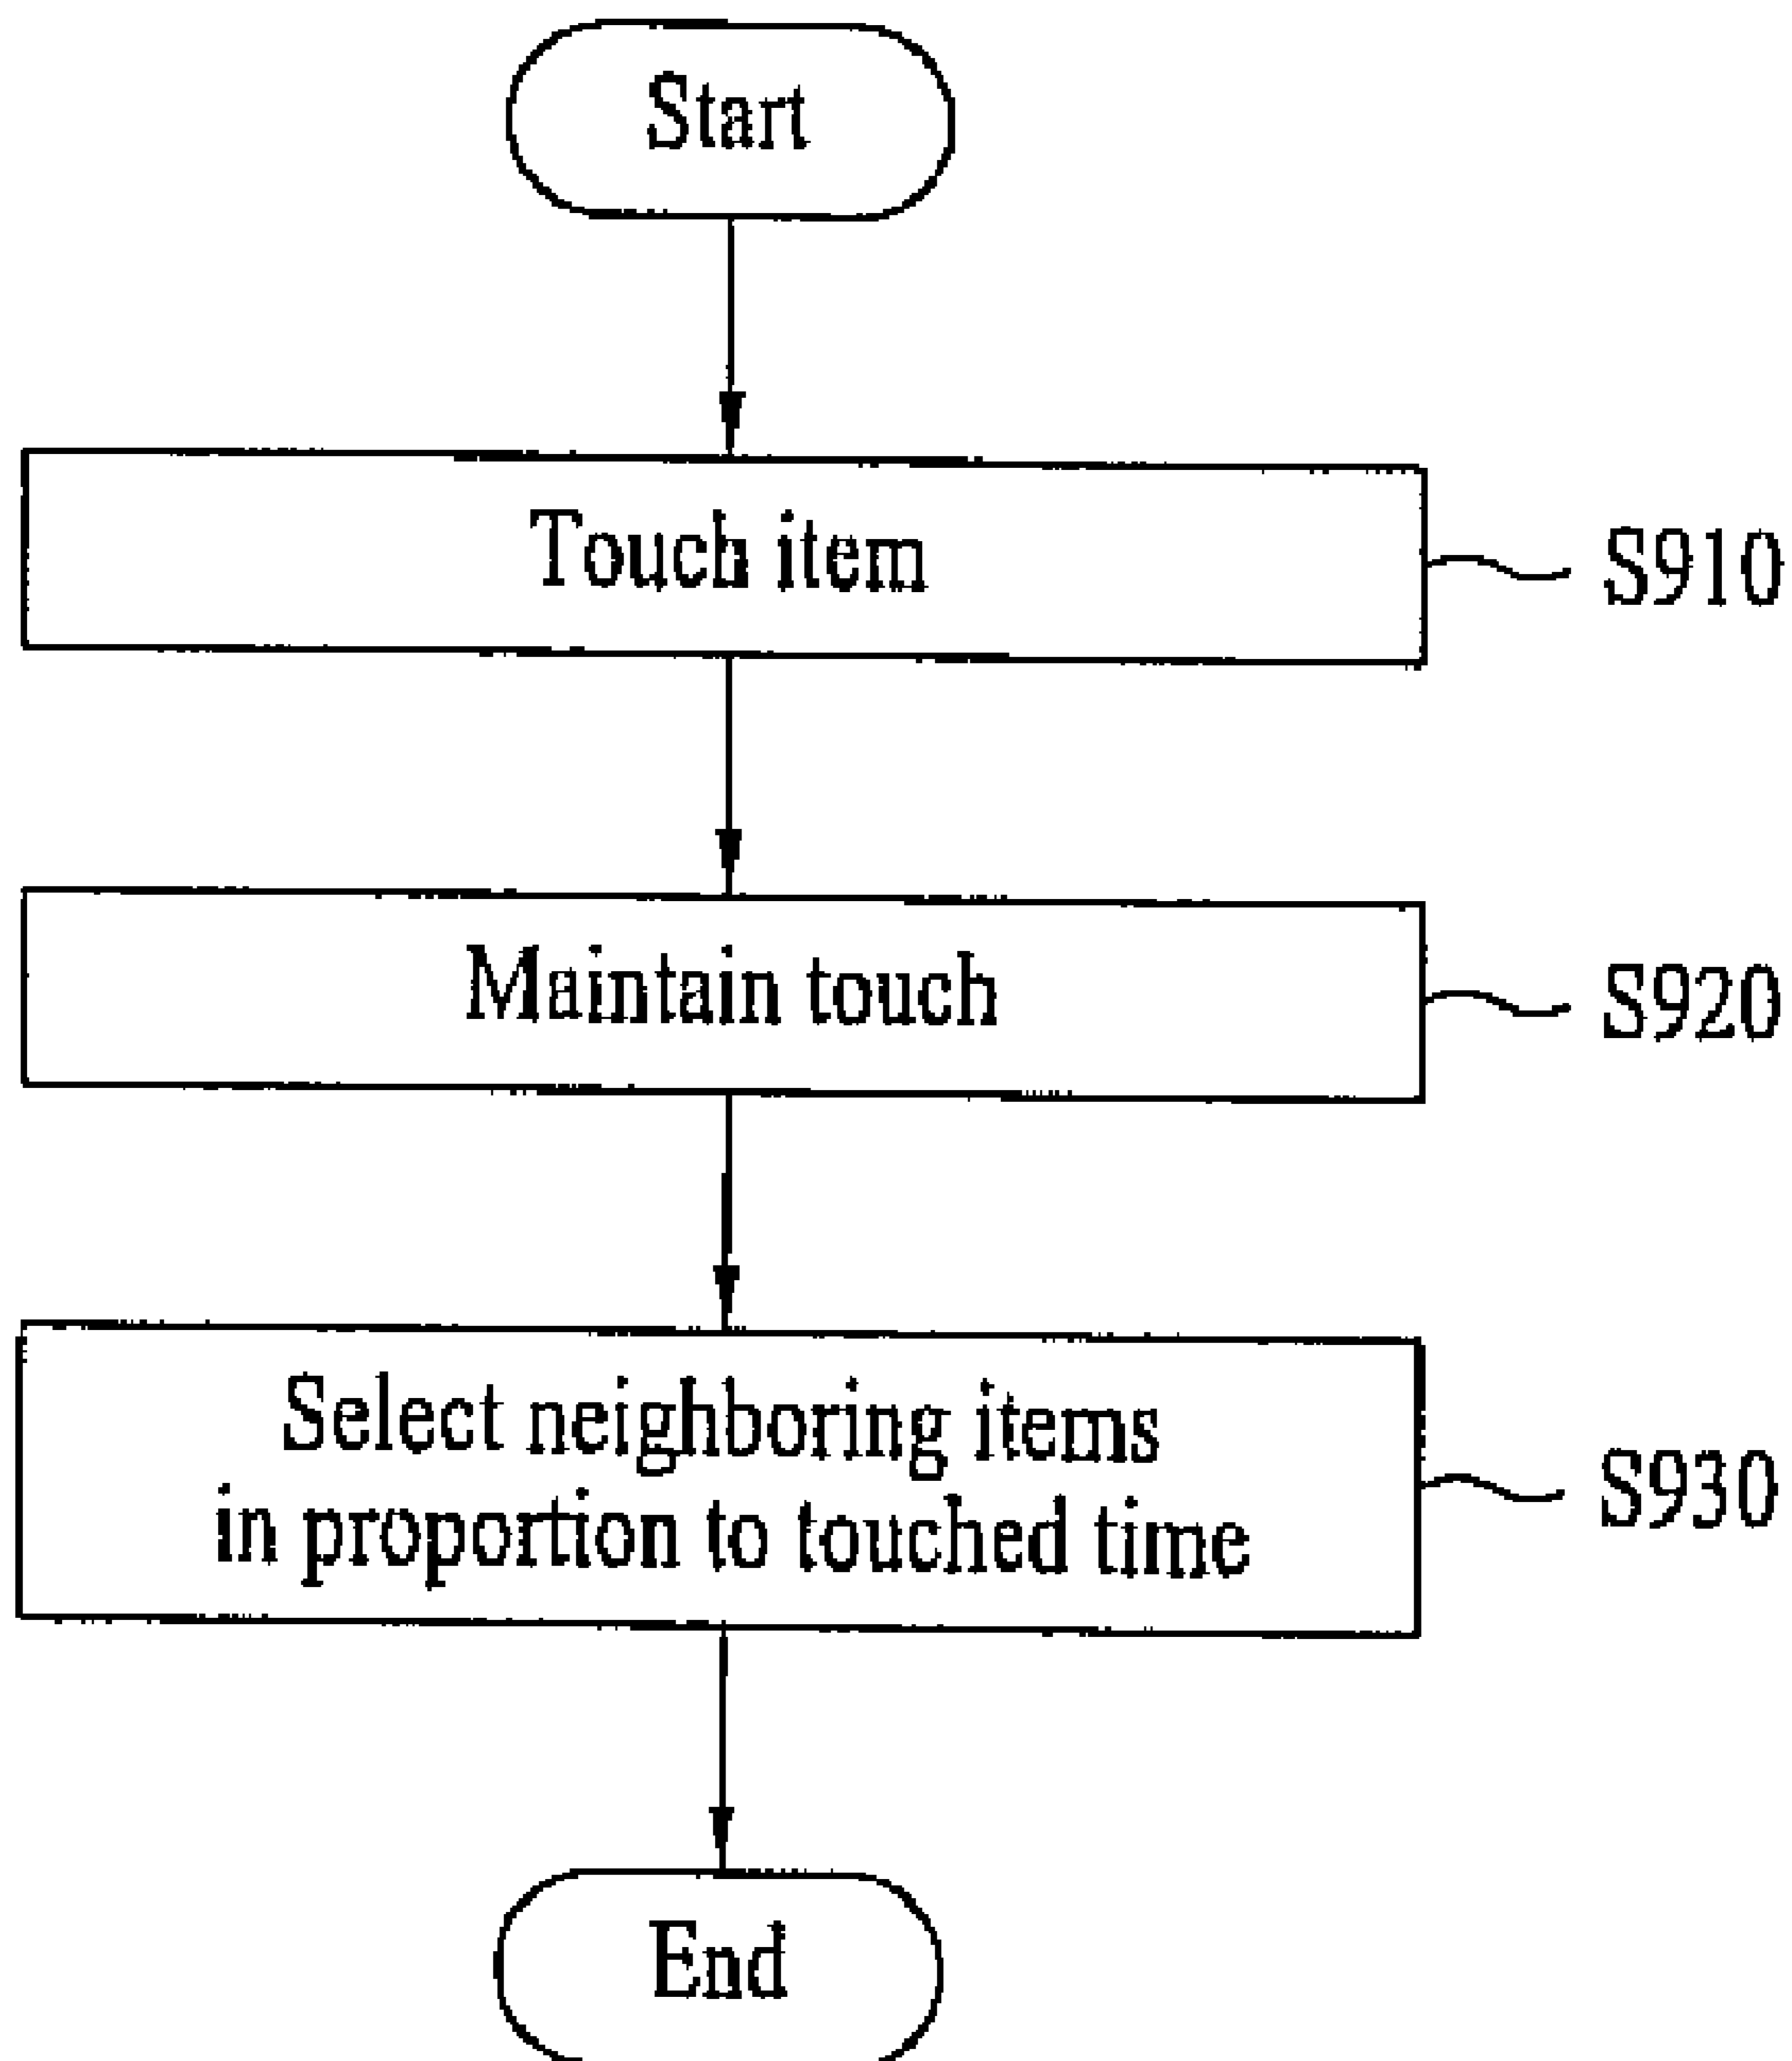 Start
Touch item
S910
Maintain touch
S920
Select neighboring items
in proportion to touched time
S930
End